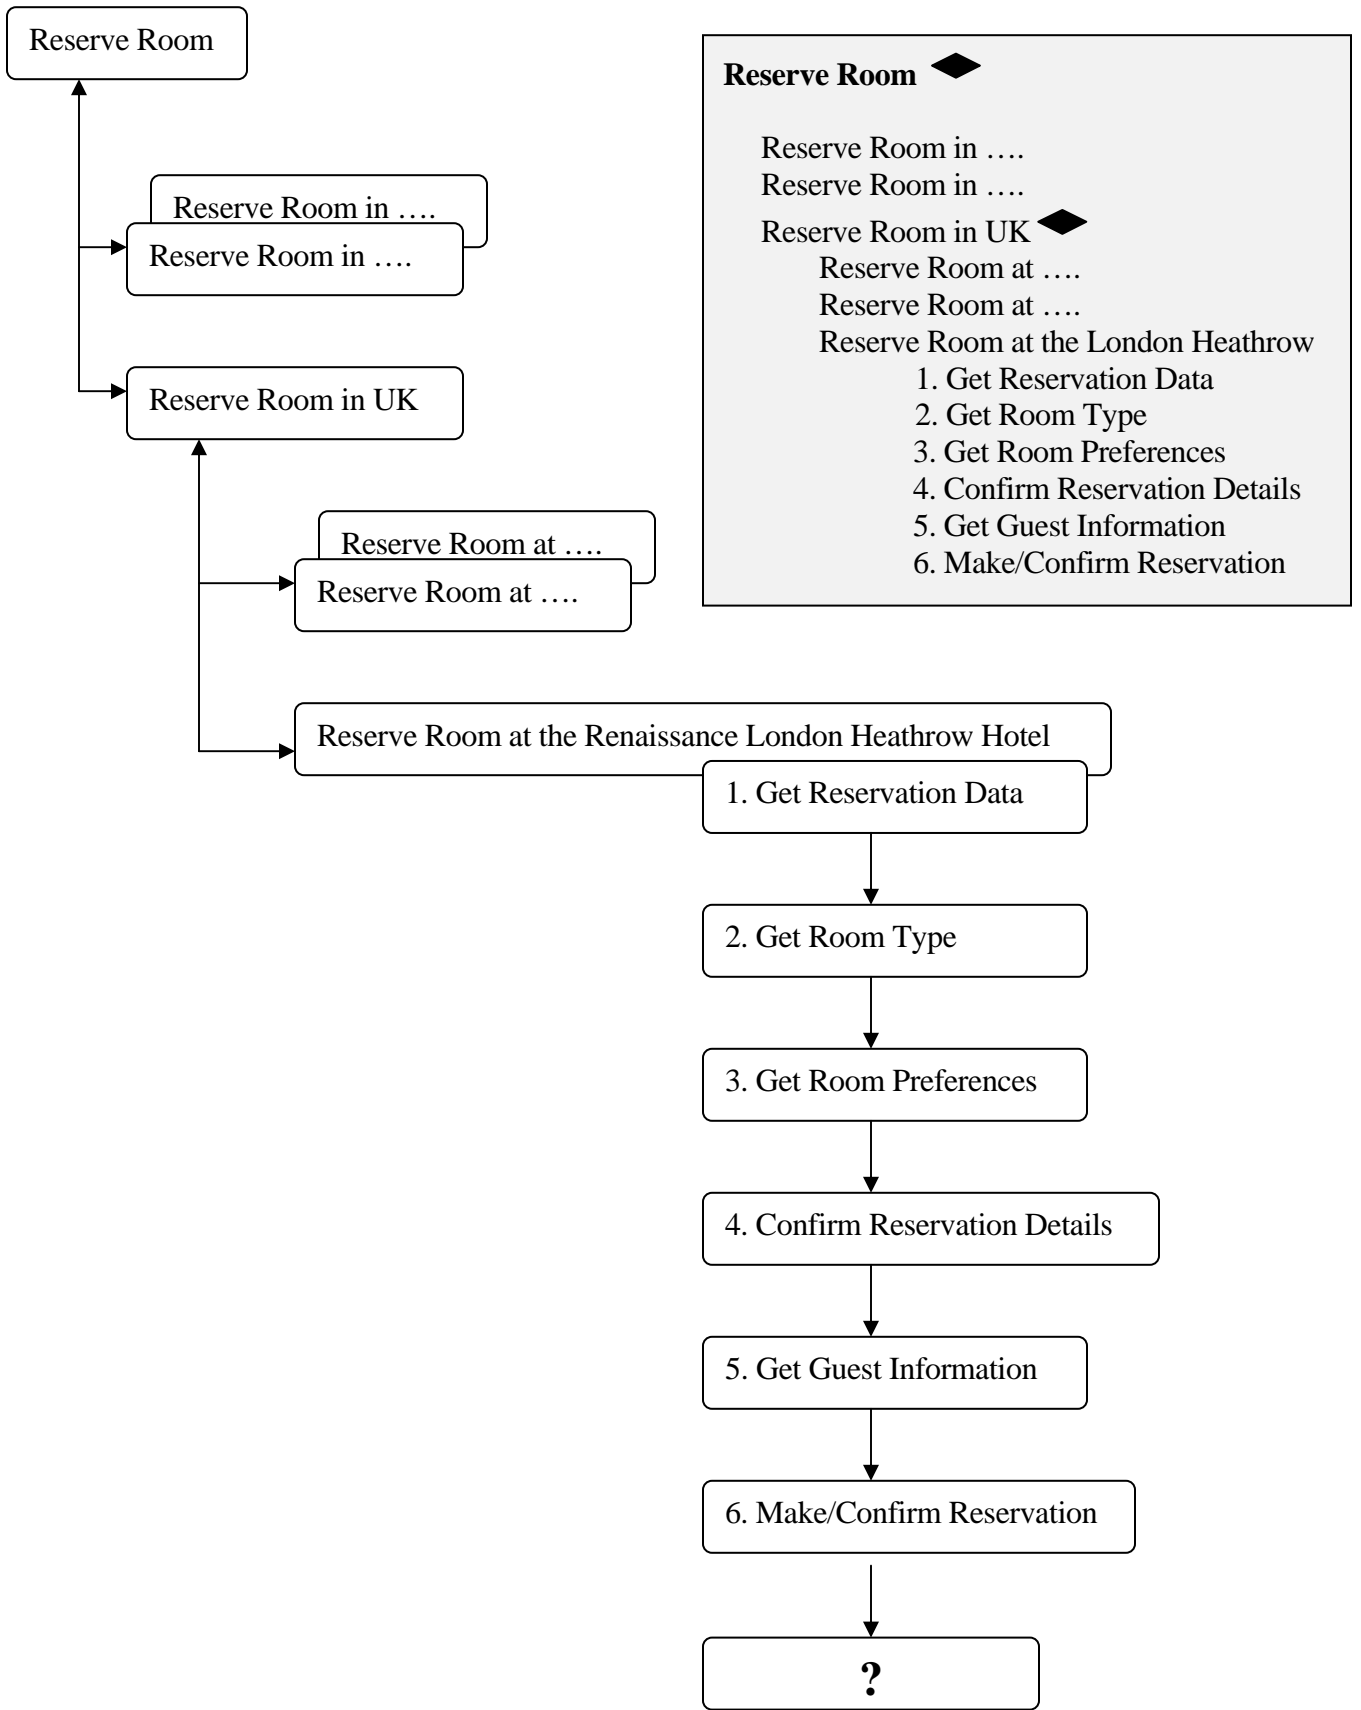 Reserve Room
Reserve Room in ….
Reserve Room in ….
Reserve Room in UK
Reserve Room at ….
Reserve Room at ….
Reserve Room at the Renaissance London Heathrow Hotel
1. Get Reservation Data
2. Get Room Type
3. Get Room Preferences
4. Confirm Reservation Details
5. Get Guest Information
6. Make/Confirm Reservation
?
Reserve Room
Reserve Room in ….
Reserve Room in ….
Reserve Room in UK
Reserve Room at ….
Reserve Room at ….
Reserve Room at the London Heathrow
1. Get Reservation Data
2. Get Room Type
3. Get Room Preferences
4. Confirm Reservation Details
5. Get Guest Information
6. Make/Confirm Reservation